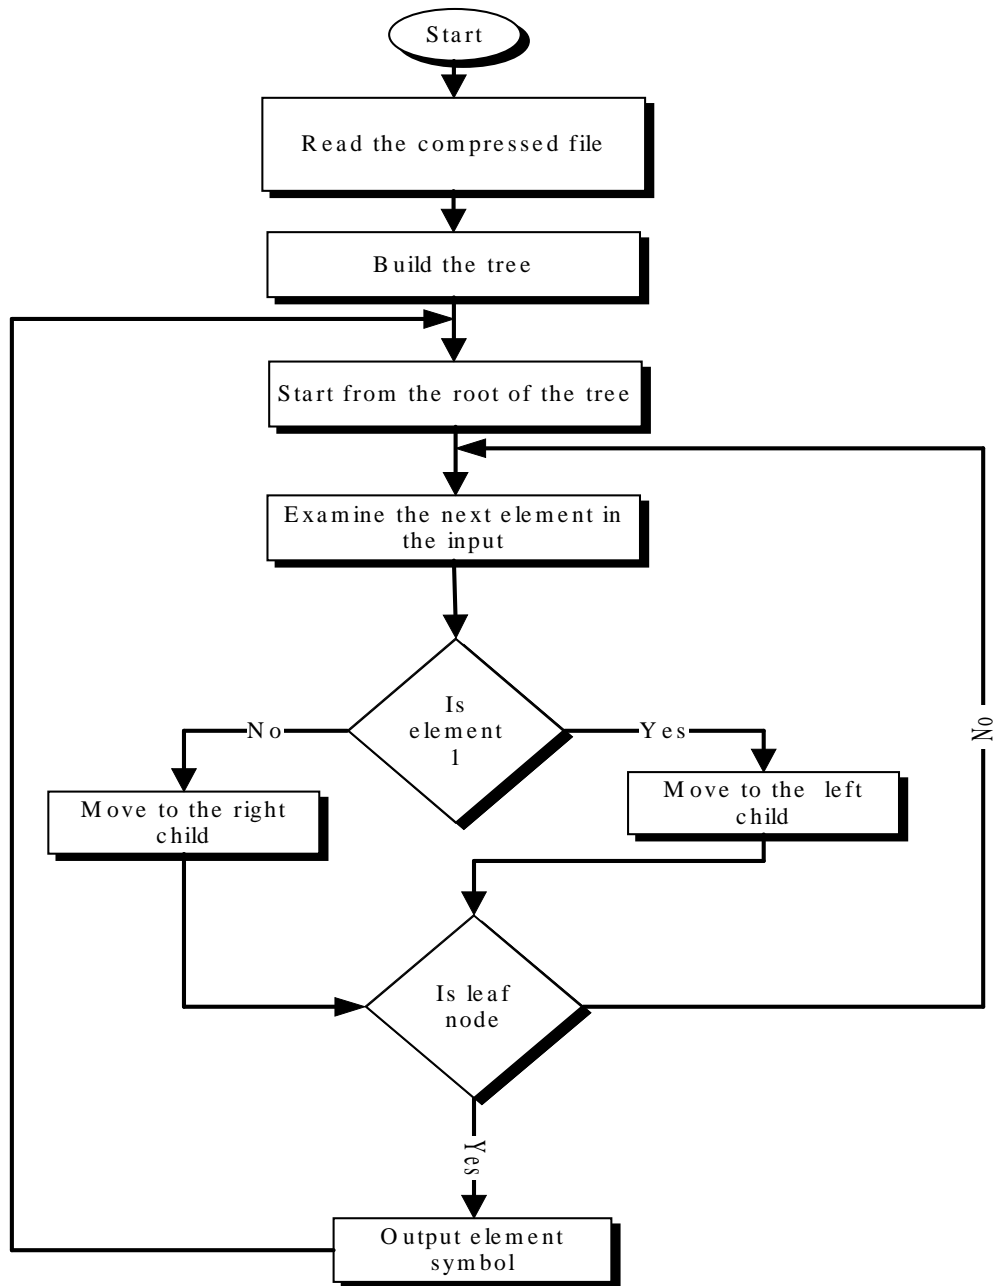 Start
Read the compressed file
Build the tree
Start from the root of the tree
Examine the next element in
the input
Is
element
1
No
Yes
Move to the right
child
Move to the left
child
No
Is leaf
node
Yes
Output element
symbol